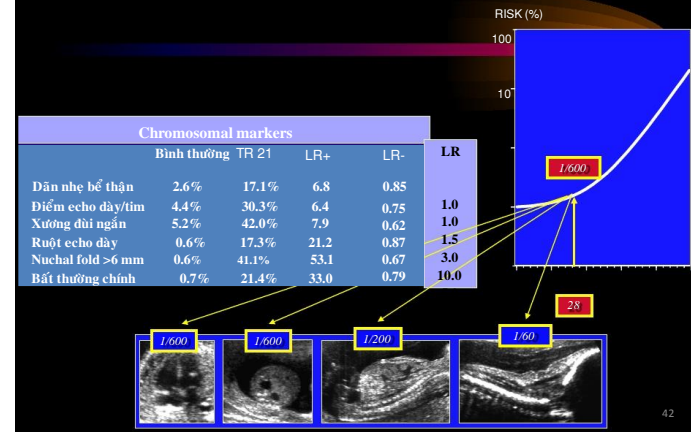 RISK (%)
100
10
Chromosomal markers
Bình thường TR 21 LR+ LR- LR
Dãn nhẹ bể thận 2.6% 17.1% 6.8 0.85
Điểm echo dày/tim 4.4% 30.3% 6.4 0.75 1.0
Xương đùi ngắn 5.2% 42.0% 7.9 0.62 1.0
Ruột echo dày 0.6% 17.3% 21.2 0.87 1.5
Nuchal fold >6 mm 0.6% 41.1% 53.1 0.67 3.0
Bất thường chính 0.7% 21.4% 33.0 0.79 10.0
1/600
28
1/600 1/600 1/200 1/60
42